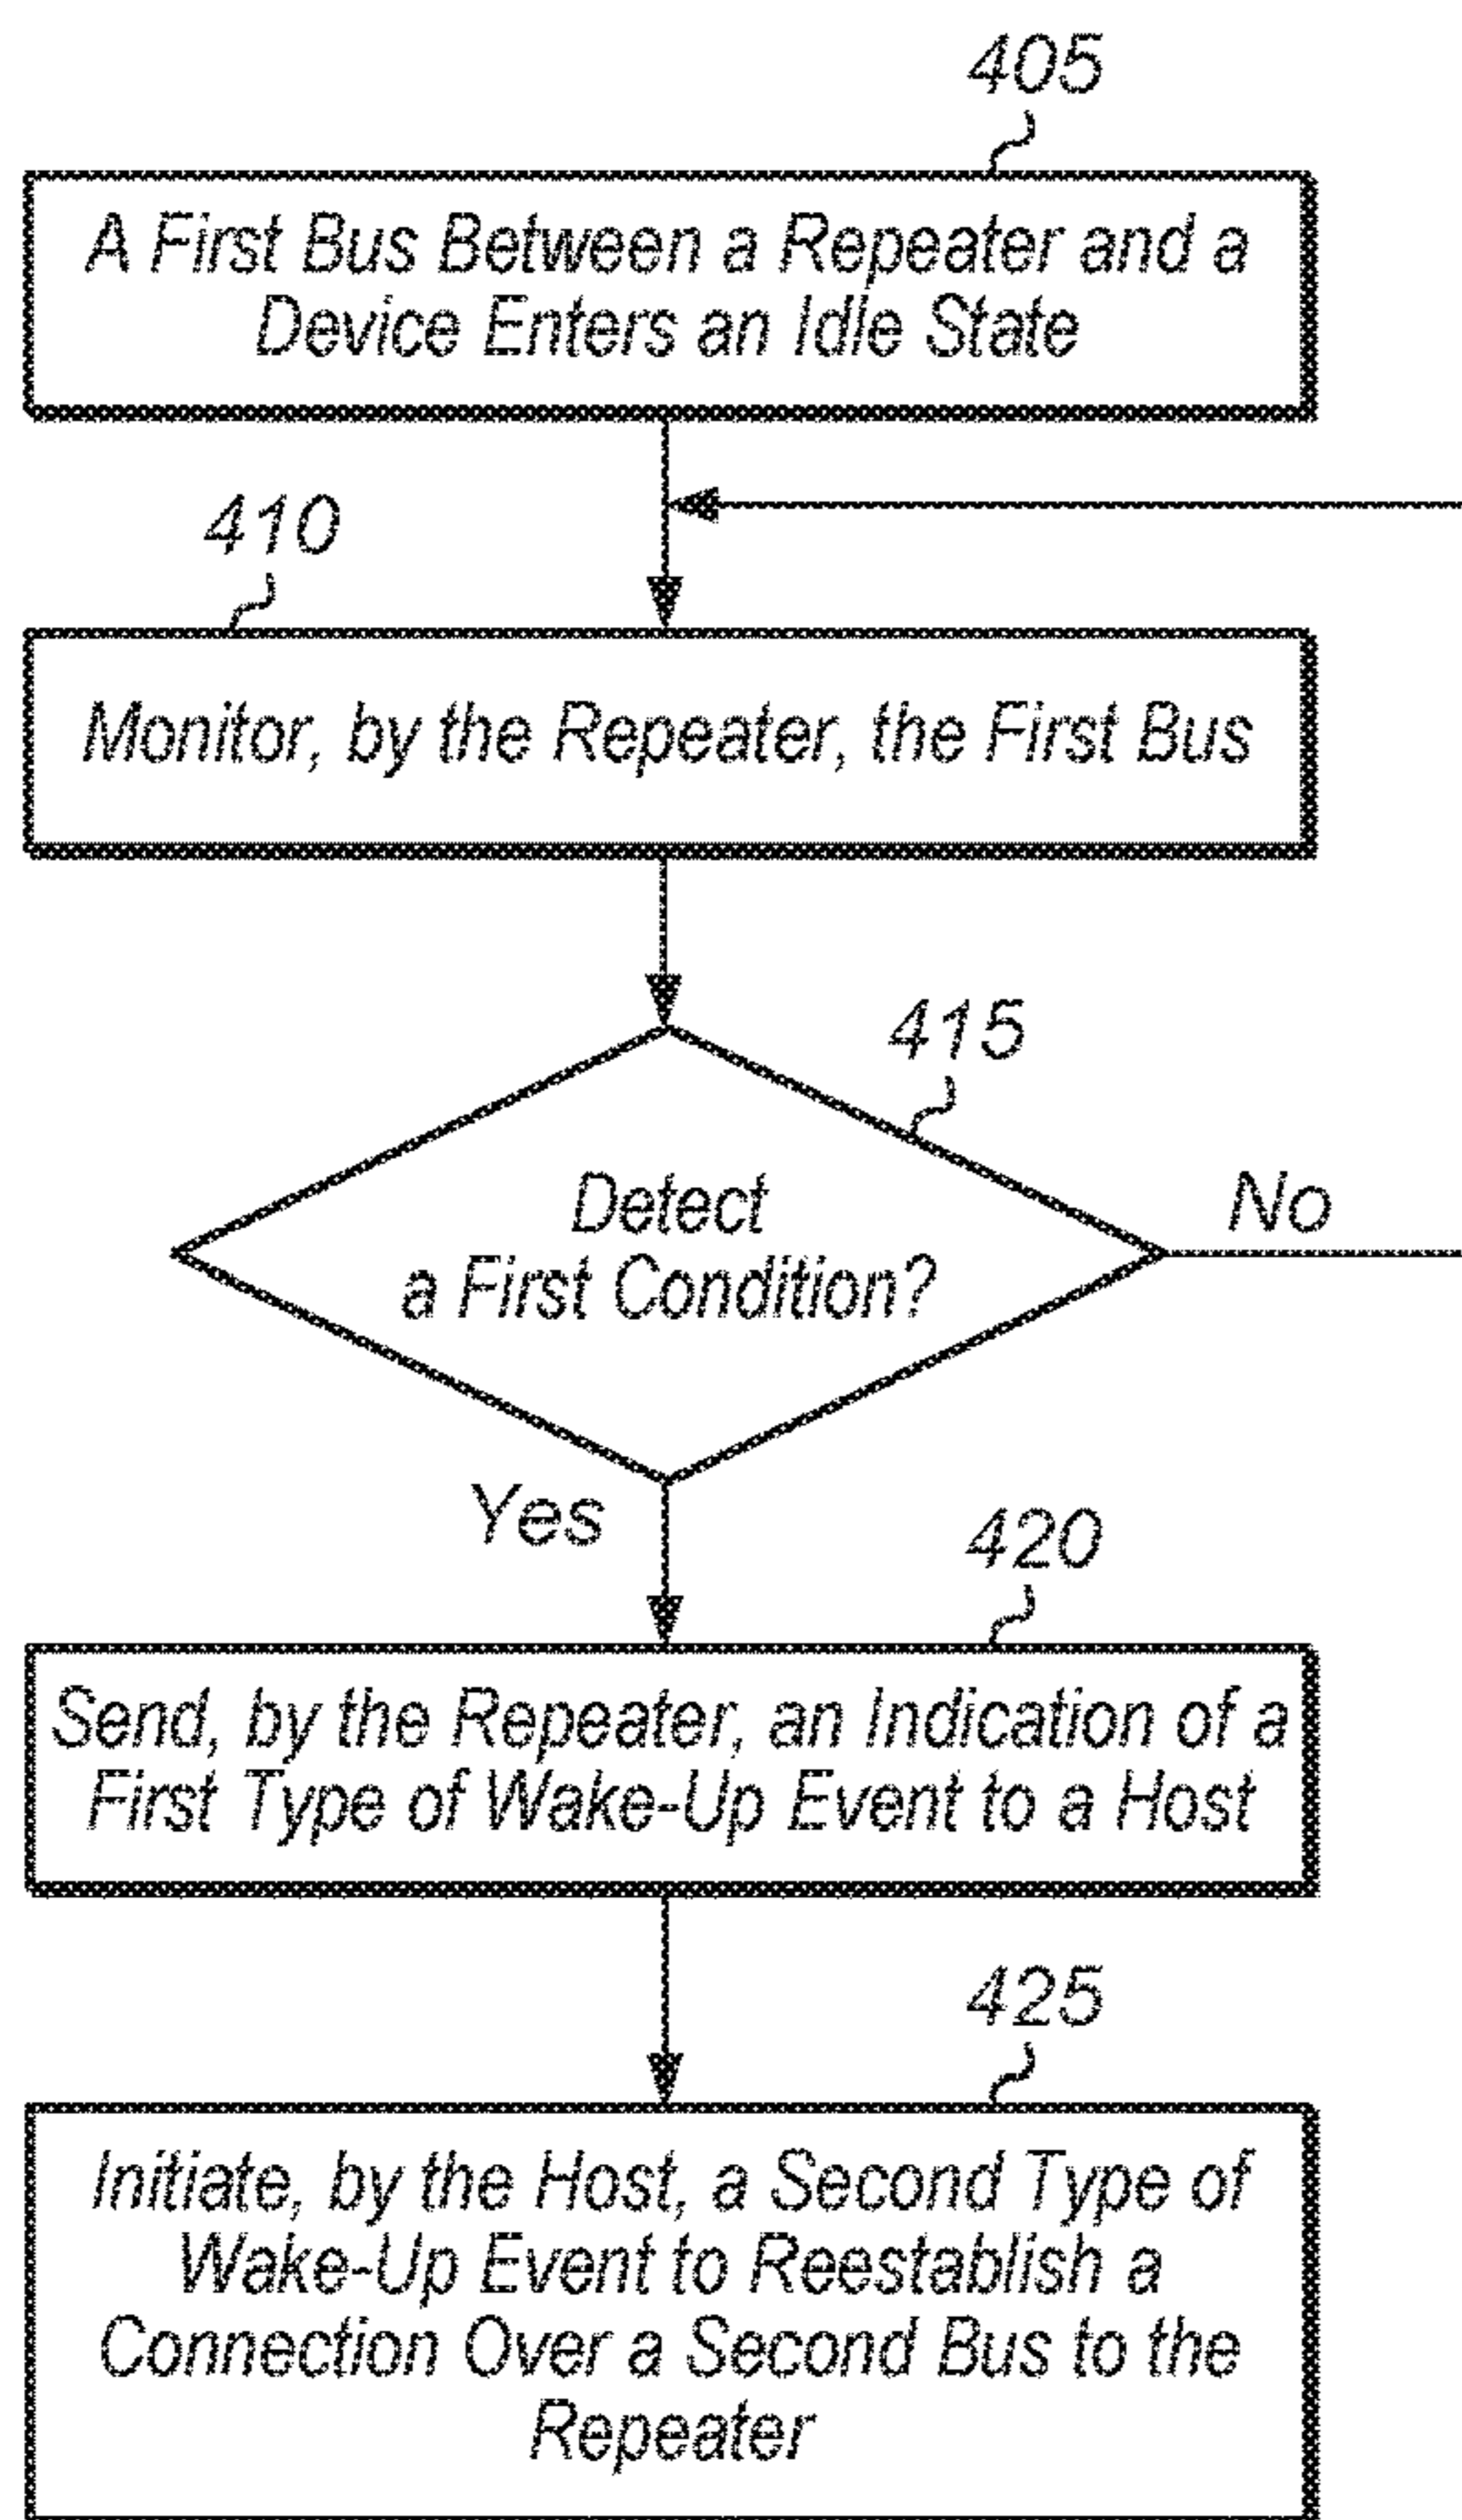 405
A First Bus Between a Repeater and a
Device Enters an Idle State
410
Monitor, by the Repeater, the First Bus
415
Detect
a First Condition?
No
Yes
420
Send, by the Repeater, an Indication of a
First Type of Wake-Up Event to a Host
425
Initiate, by the Host, a Second Type of
Wake-Up Event to Reestablish a
Connection Over a Second Bus to the
Repeater